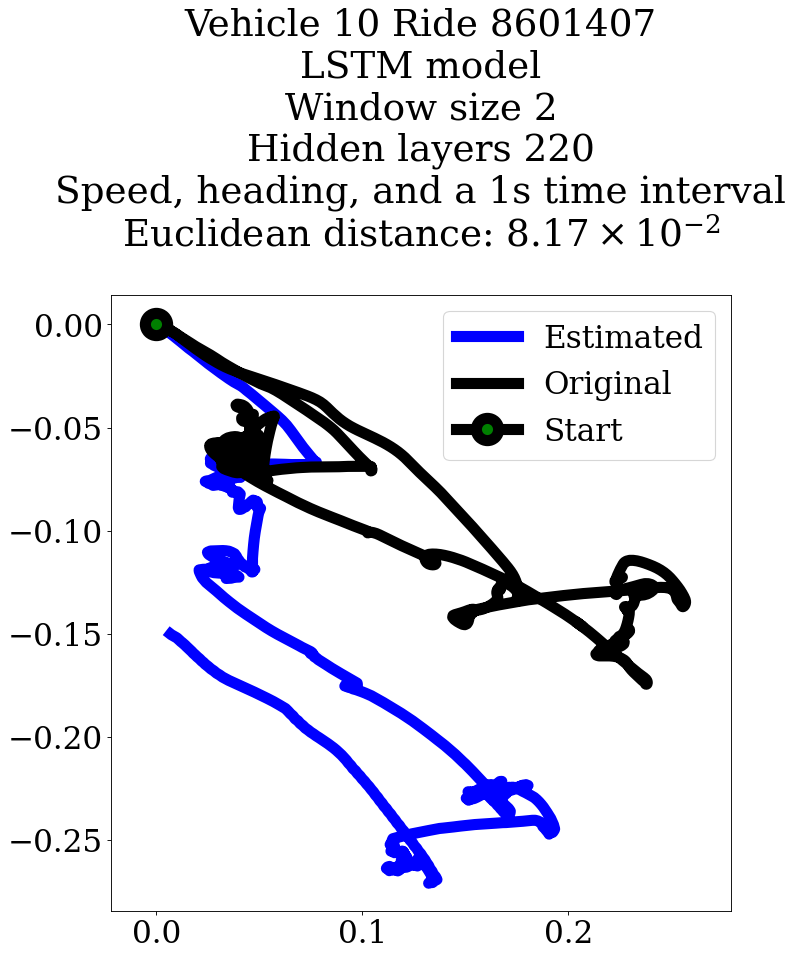 Vehicle 10 Ride 8601407
LSTM model
Window size 2
Hidden layers 220
Speed, heading, and a 1s time interval
Euclidean distance: 8.17 × 10⁻²
Estimated
Original
Start
0.00
−0.05
−0.10
−0.15
−0.20
−0.25
0.0 0.1 0.2